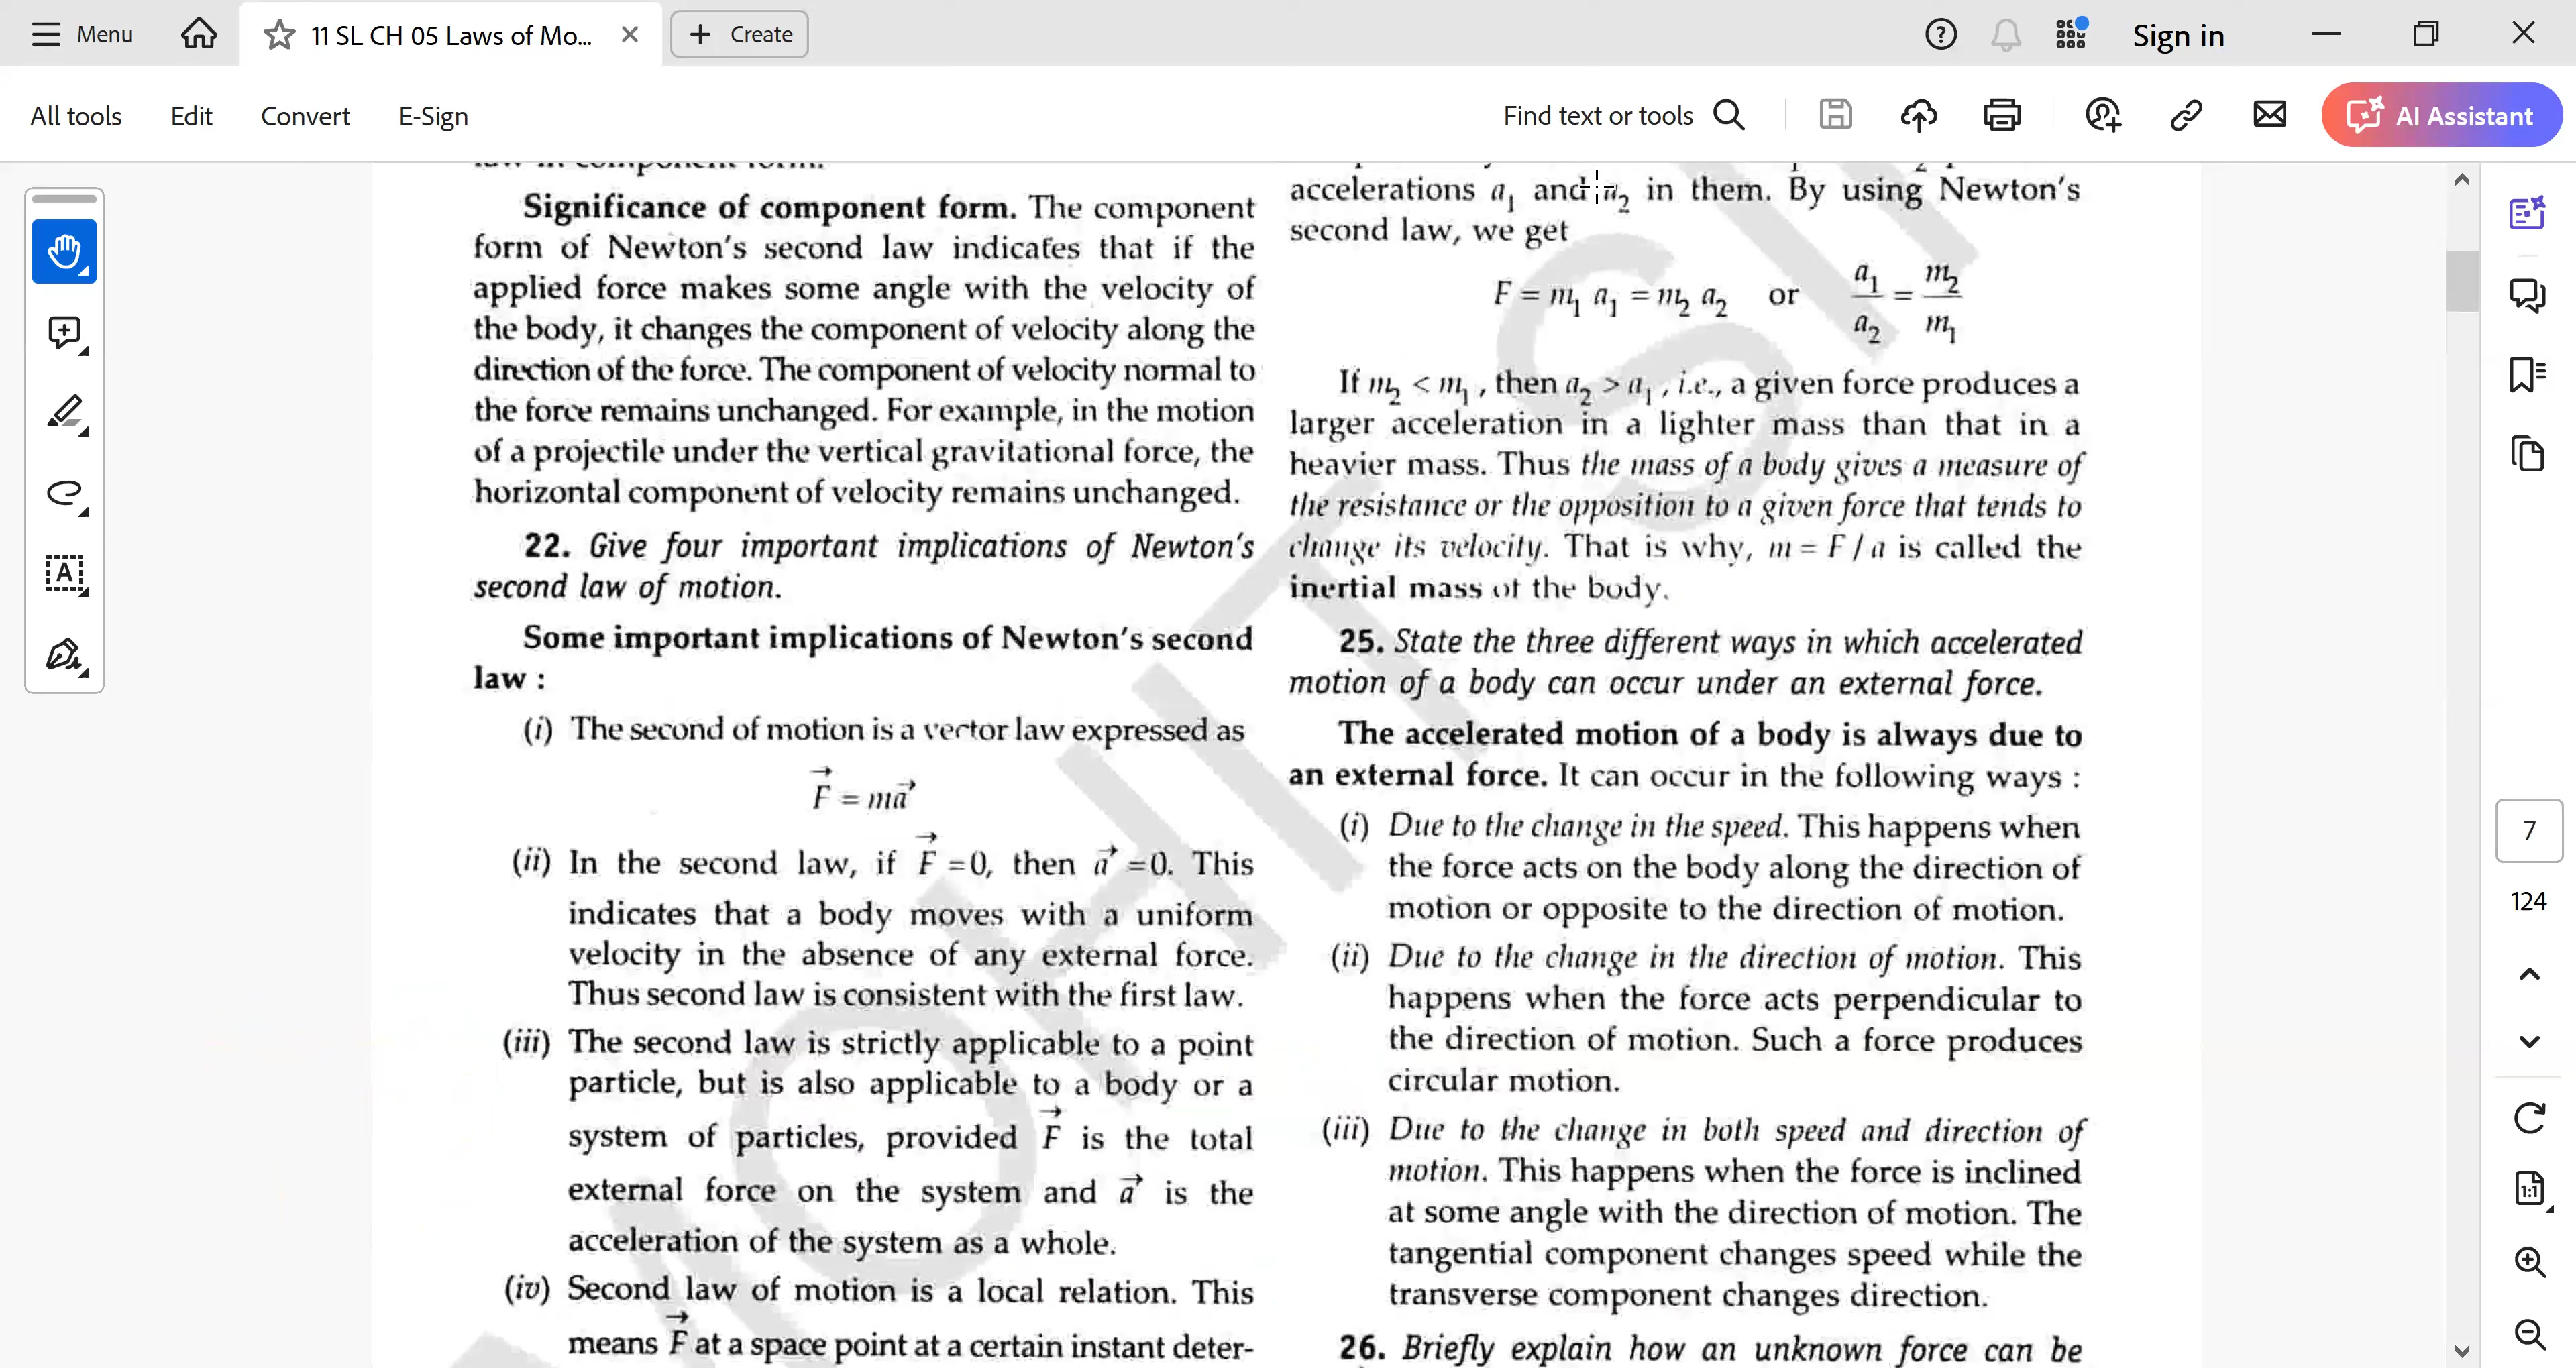 Menu
11 SL CH 05 Laws of Mo...
Create
Sign in
All tools
Edit
Convert
E-Sign
Find text or tools
AI Assistant
law in component form.
Significance of component form. The component
form of Newton's second law indicates that if the
applied force makes some angle with the velocity of
the body, it changes the component of velocity along the
direction of the force. The component of velocity normal to
the force remains unchanged. For example, in the motion
of a projectile under the vertical gravitational force, the
horizontal component of velocity remains unchanged.
22. Give four important implications of Newton's
second law of motion.
Some important implications of Newton's second
law :
(i) The second of motion is a vector law expressed as
F⃗ = ma⃗
(ii) In the second law, if F⃗ =0, then a⃗ =0. This
indicates that a body moves with a uniform
velocity in the absence of any external force.
Thus second law is consistent with the first law.
(iii) The second law is strictly applicable to a point
particle, but is also applicable to a body or a
system of particles, provided F⃗ is the total
external force on the system and a⃗ is the
acceleration of the system as a whole.
(iv) Second law of motion is a local relation. This
means F⃗ at a space point at a certain instant deter-
accelerations a₁ and a₂ in them. By using Newton's
second law, we get
F = m₁ a₁ = m₂ a₂ or a₁/a₂ = m₂/m₁
If m₂ < m₁, then a₂ > a₁, i.e., a given force produces a
larger acceleration in a lighter mass than that in a
heavier mass. Thus the mass of a body gives a measure of
the resistance or the opposition to a given force that tends to
change its velocity. That is why, m = F / a is called the
inertial mass of the body.
25. State the three different ways in which accelerated
motion of a body can occur under an external force.
The accelerated motion of a body is always due to
an external force. It can occur in the following ways :
(i) Due to the change in the speed. This happens when
the force acts on the body along the direction of
motion or opposite to the direction of motion.
(ii) Due to the change in the direction of motion. This
happens when the force acts perpendicular to
the direction of motion. Such a force produces
circular motion.
(iii) Due to the change in both speed and direction of
motion. This happens when the force is inclined
at some angle with the direction of motion. The
tangential component changes speed while the
transverse component changes direction.
26. Briefly explain how an unknown force can be
7
124